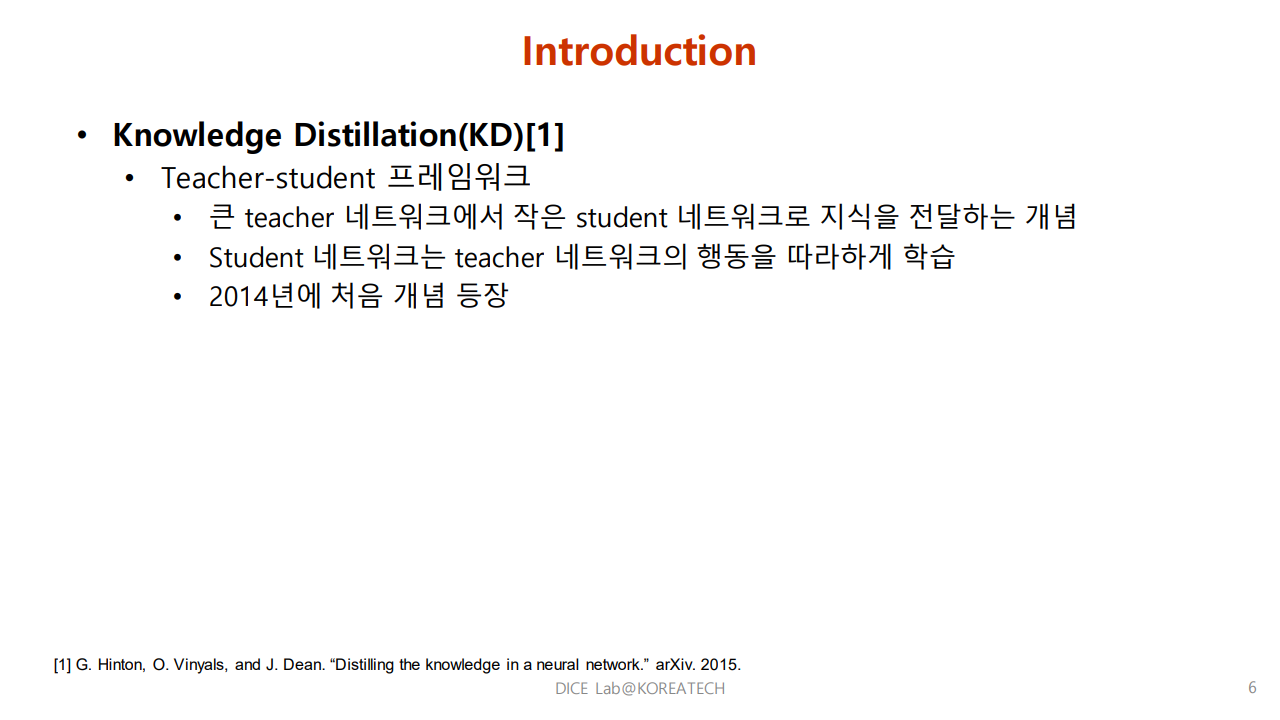 Introduction
• Knowledge Distillation(KD)[1]
• Teacher-student 프레임워크
• 큰 teacher 네트워크에서 작은 student 네트워크로 지식을 전달하는 개념
• Student 네트워크는 teacher 네트워크의 행동을 따라하게 학습
• 2014년에 처음 개념 등장
[1] G. Hinton, O. Vinyals, and J. Dean. “Distilling the knowledge in a neural network.” arXiv. 2015.
DICE Lab@KOREATECH
6